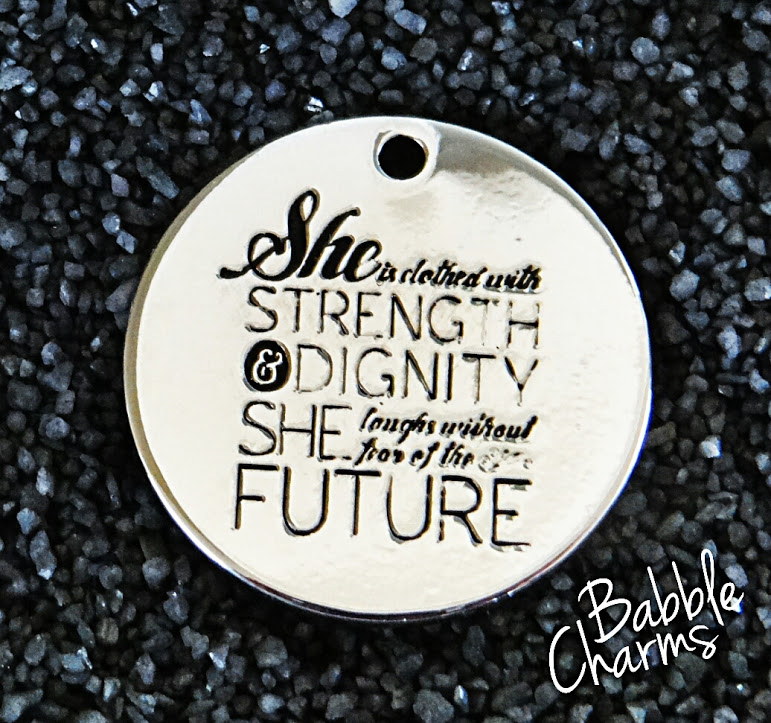 She is clothed with
STRENGTH
& DIGNITY
SHE laughs without
fear of the
FUTURE
Babble
Charms